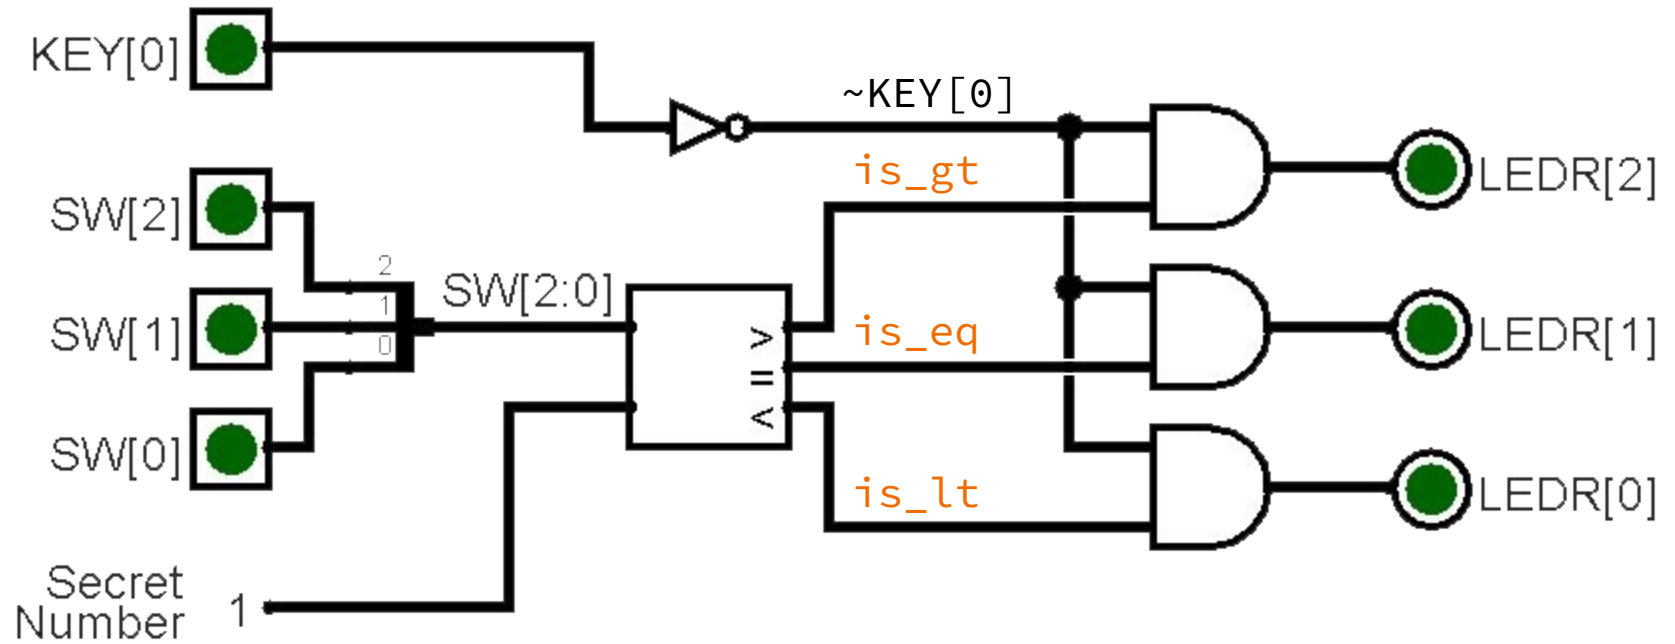 KEY[0]
~KEY[0]
is_gt
LEDR[2]
SW[2]
2
SW[2:0]
1
SW[1]
0
>
is_eq
LEDR[1]
=
<
SW[0]
is_lt
LEDR[0]
Secret
Number 1